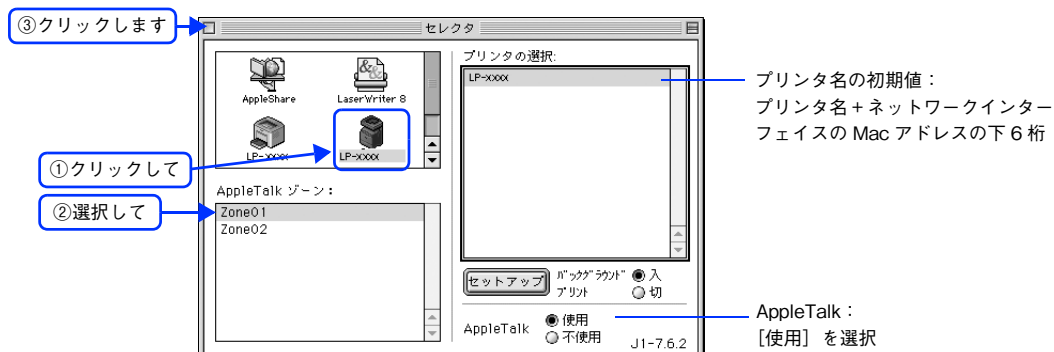 ③クリックします
セレクタ
AppleShare
LaserWriter 8
LP-xxxx
LP-xxxx
①クリックして
AppleTalk ゾーン：
②選択して
Zone01
Zone02
プリンタの選択:
LP-xxxx
セットアップ
ﾊﾞｯｸｸﾞﾗｳﾝﾄﾞ
ﾌﾟﾘﾝﾄ
入
切
AppleTalk
使用
不使用
J1-7.6.2
プリンタ名の初期値：
プリンタ名＋ネットワークインター
フェイスの Mac アドレスの下 6 桁
AppleTalk：
［使用］を選択